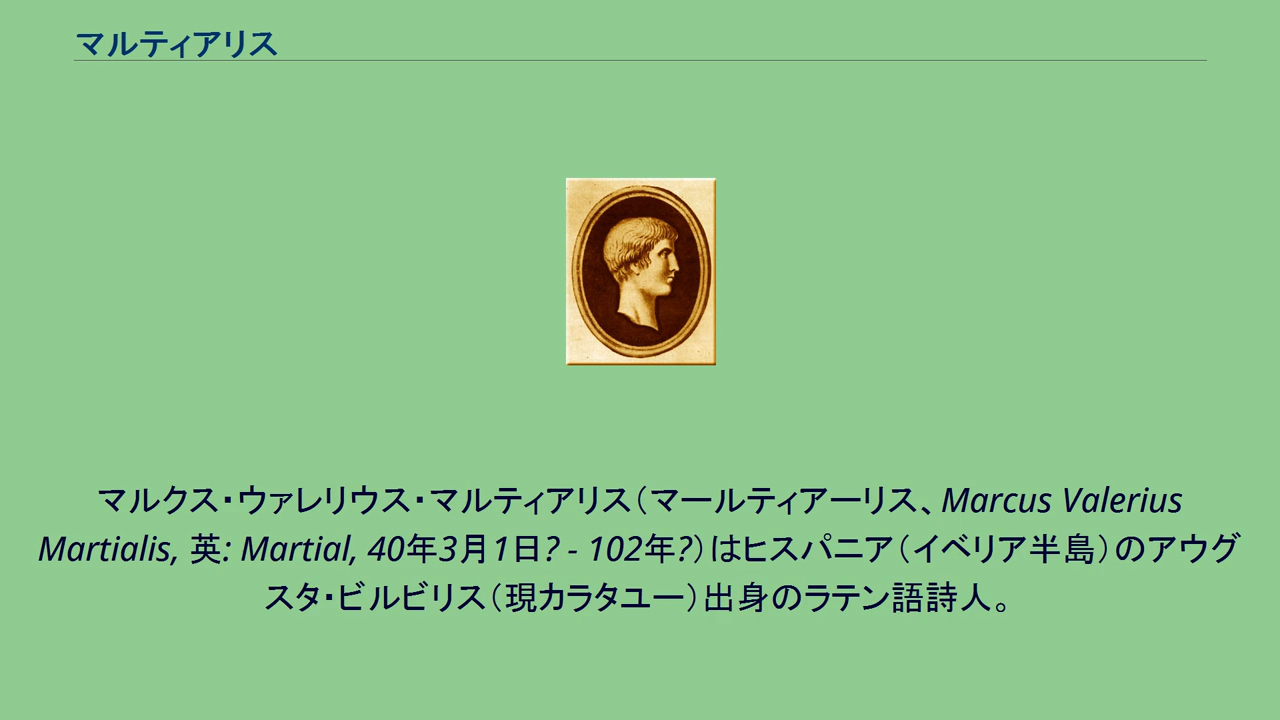 マルティアリス
マルクス・ウァレリウス・マルティアリス（マールティアーリス、Marcus Valerius
Martialis, 英: Martial, 40年3月1日? - 102年?）はヒスパニア（イベリア半島）のアウグ
スタ・ビルビリス（現カラタユー）出身のラテン語詩人。